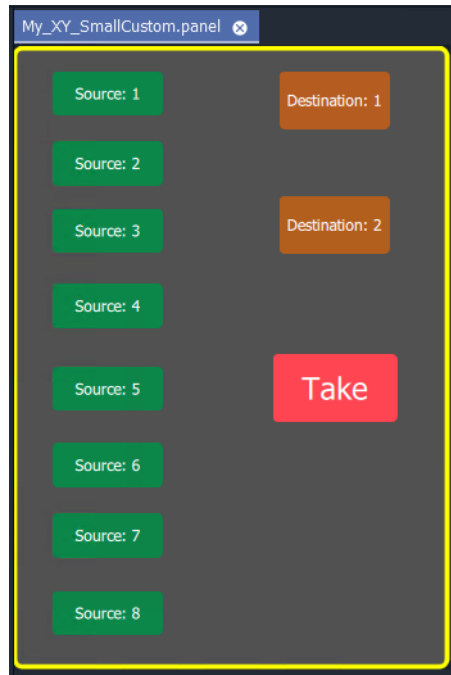 My_XY_SmallCustom.panel
Source: 1
Destination: 1
Source: 2
Source: 3
Destination: 2
Source: 4
Source: 5
Take
Source: 6
Source: 7
Source: 8